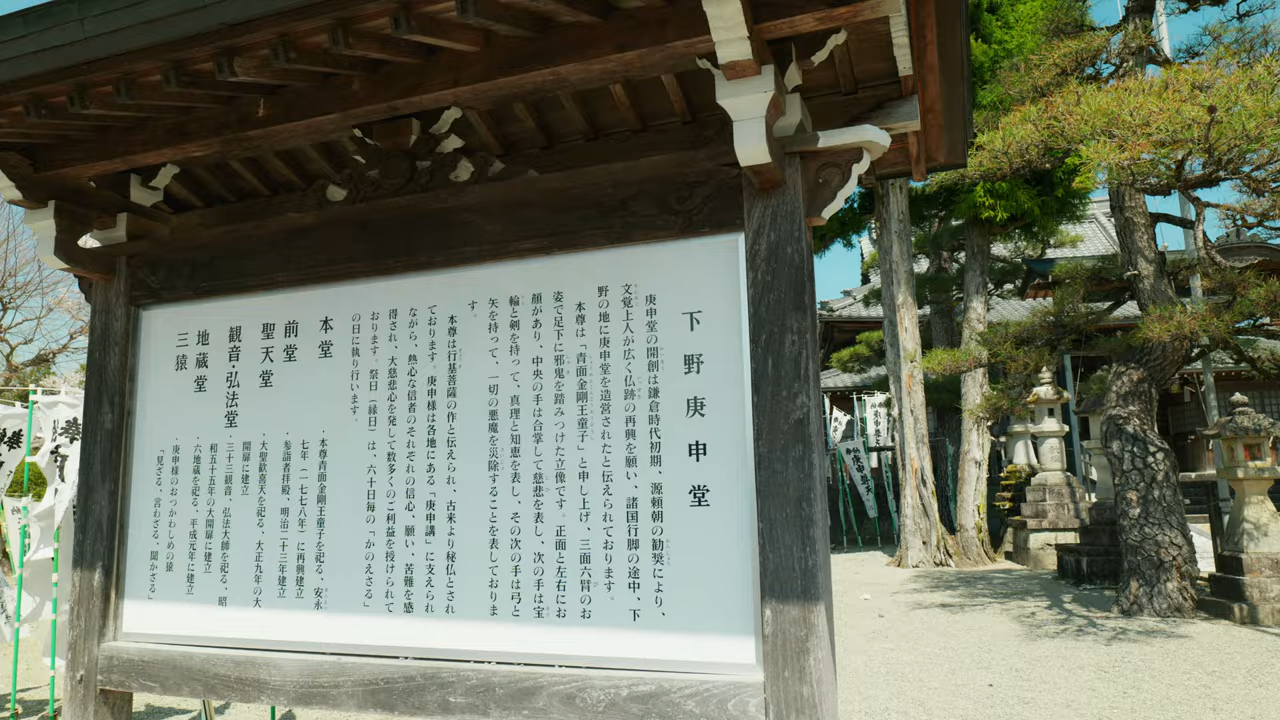 下野庚申堂
庚申堂の開創は鎌倉時代初期、源頼朝の勧奨により、
文覚上人が広く仏跡の再興を願い、諸国行脚の途中、下
野の地に庚申堂を造営されたと伝えられております。
本尊は「青面金剛王童子」と申し上げ、三面六臂のお
姿で足下に邪鬼を踏みつけた立像です。正面と左右にお
顔があり、中央の手は合掌して慈悲を表し、次の手は宝
輪と剣を持って、真理と知恵を表し、その次の手は弓と
矢を持って、一切の悪魔を災除することを表しておりま
す。
本尊は行基菩薩の作と伝えられ、古来より秘仏とされ
ております。庚申様は各地にある「庚申講」に支えられ
ながら、熱心な信者のそれぞれの信心、願い、苦難を感
得され、大慈悲心を発して数多くのご利益を授けられて
おります。祭日（縁日）は、六十日毎の「かのえさる」
の日に執り行います。
本堂 ・本尊青面金剛王童子を祀る、安永
七年（一七七八年）に再興建立
前堂 ・参詣者拝殿、明治二十三年建立
聖天堂 ・大聖歓喜天を祀る、大正九年の大
開扉に建立
観音・弘法堂 ・三十三観音、弘法大師を祀る、昭
和五十五年の大開扉に建立
地蔵堂 ・六地蔵を祀る、平成元年に建立
三猿 ・庚申様のおつかわしめの猿
「見ざる、言わざる、聞かざる」